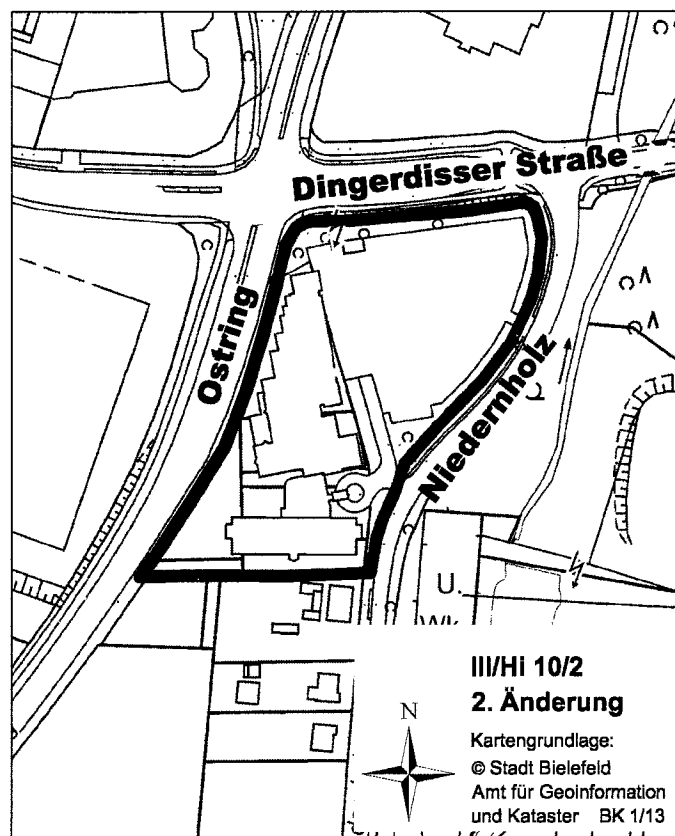 Dingerdisser Straße
Ostring
Niedernholz
U.
III/Hi 10/2
2. Änderung
N
Kartengrundlage:
© Stadt Bielefeld
Amt für Geoinformation
und Kataster BK 1/13